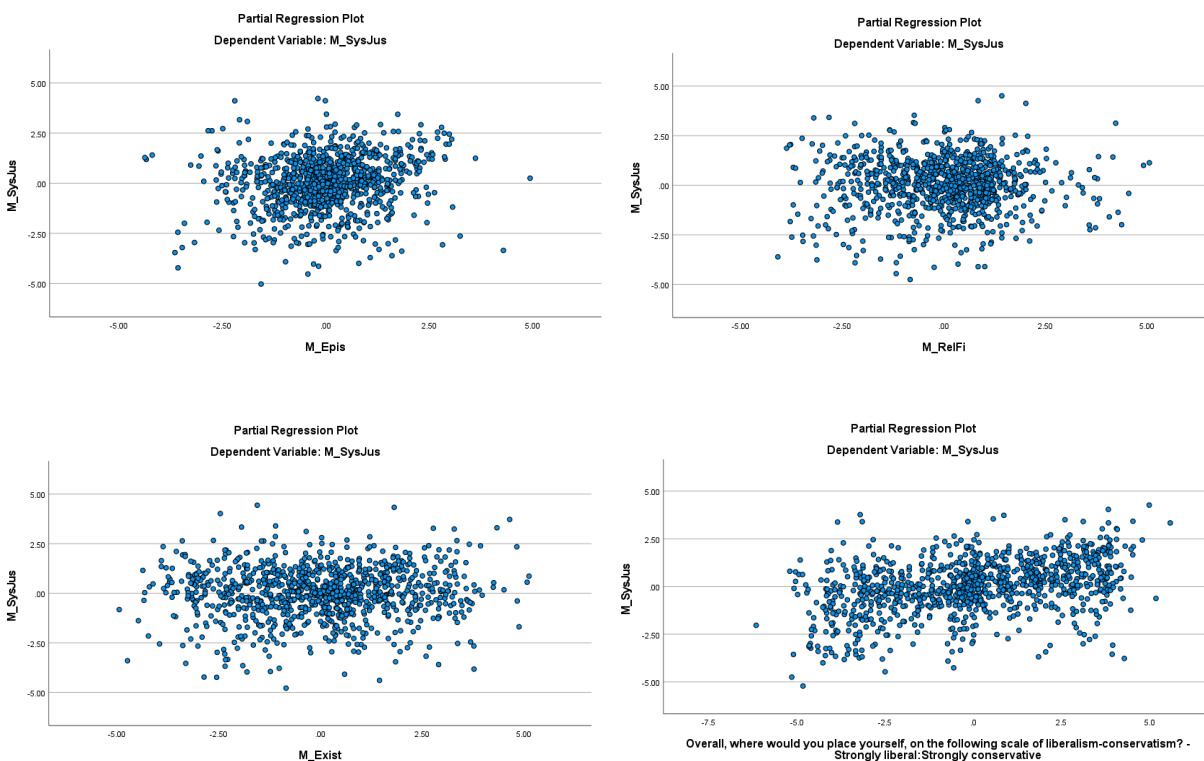 Partial Regression Plot
Dependent Variable: M_SysJus
5.00
2.50
.00
-2.50
-5.00
M_SysJus
-5.00 -2.50 .00 2.50 5.00
M_Epis
Partial Regression Plot
Dependent Variable: M_SysJus
5.00
2.50
.00
-2.50
-5.00
M_SysJus
-5.00 -2.50 .00 2.50 5.00
M_RelFi
Partial Regression Plot
Dependent Variable: M_SysJus
5.00
2.50
.00
-2.50
-5.00
M_SysJus
-5.00 -2.50 .00 2.50 5.00
M_Exist
Partial Regression Plot
Dependent Variable: M_SysJus
5.00
2.50
.00
-2.50
-5.00
M_SysJus
-7.5 -5.0 -2.5 .0 2.5 5.0
Overall, where would you place yourself, on the following scale of liberalism-conservatism? -
Strongly liberal:Strongly conservative